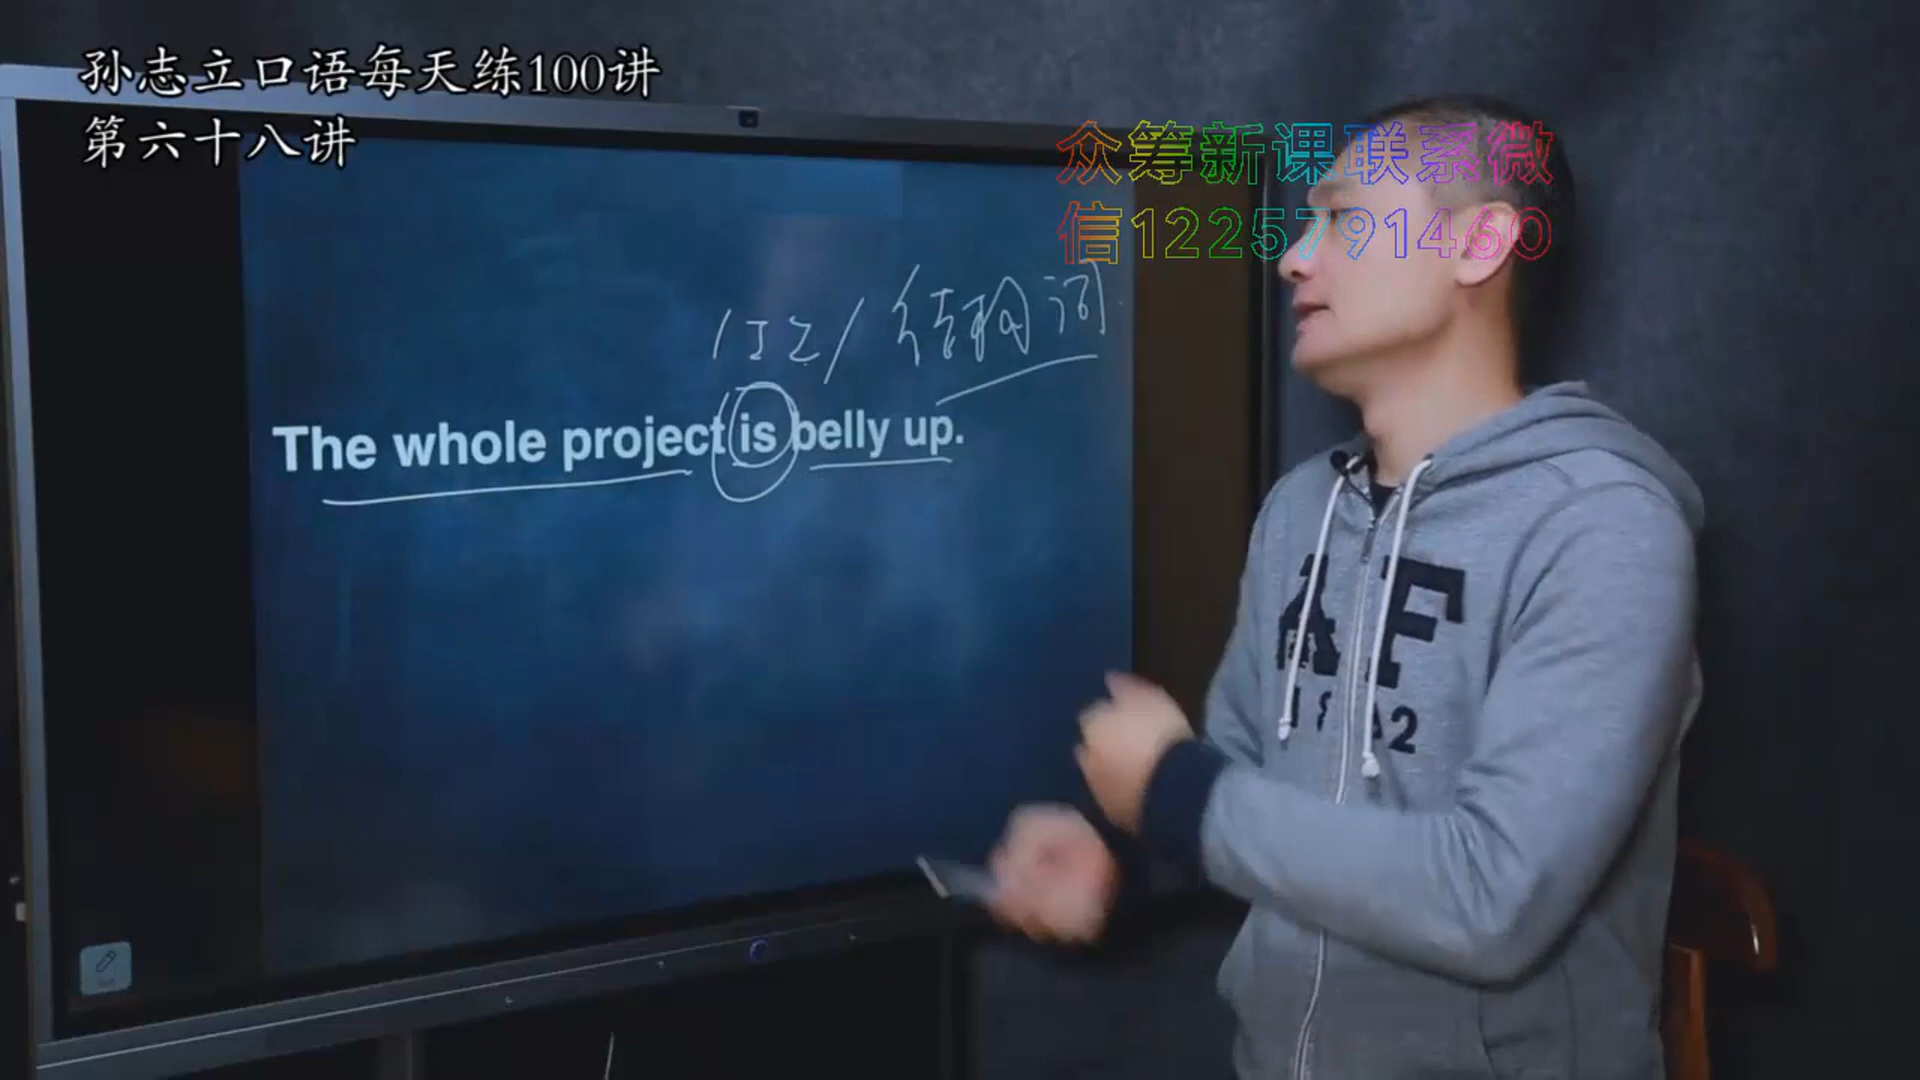 孙志立口语每天练100讲
第六十八讲
众筹新课联系微
信1225791460
/ɪz/ 结构词
The whole project is belly up.
AF